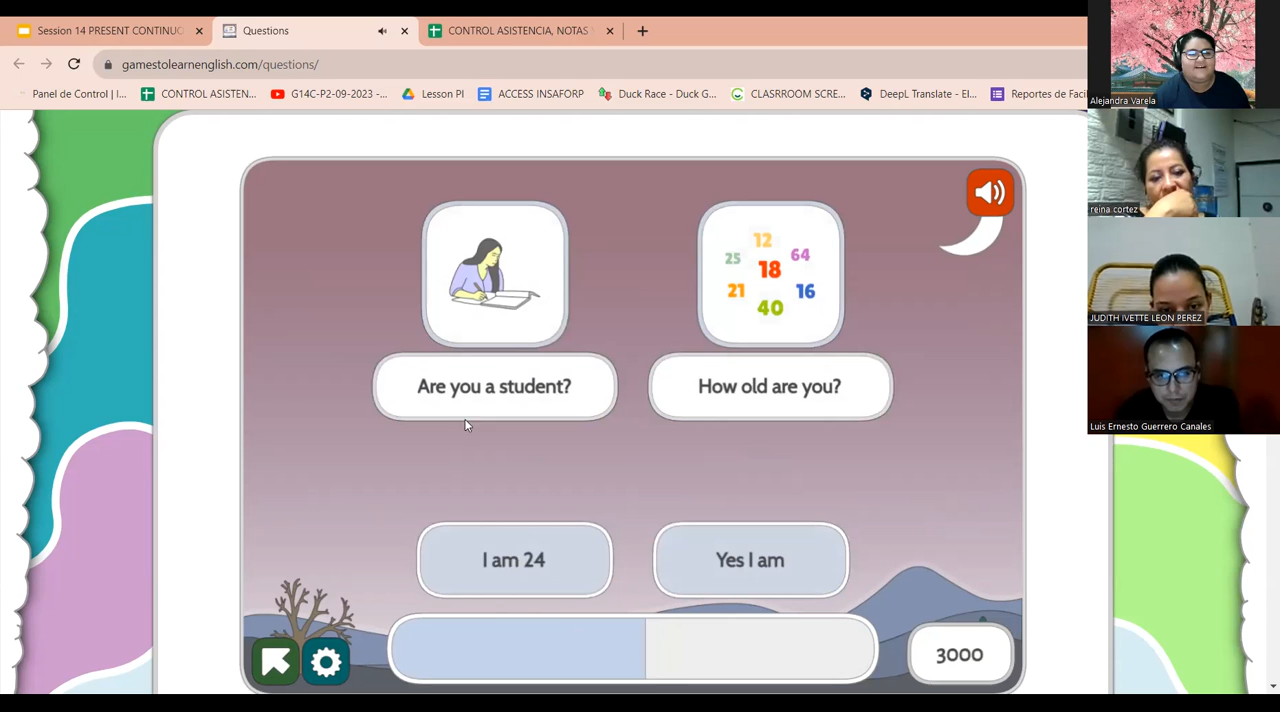 Session 14 PRESENT CONTINUO
Questions
CONTROL ASISTENCIA, NOTAS
gamestolearnenglish.com/questions/
Panel de Control | I...
CONTROL ASISTEN...
G14C-P2-09-2023 -...
Lesson PI
ACCESS INSAFORP
Duck Race - Duck G...
CLASRROOM SCRE...
DeepL Translate - El...
Reportes de Facil
Alejandra Varela
reina cortez
JUDITH IVETTE LEON PEREZ
Luis Ernesto Guerrero Canales
12
25
64
18
21
16
40
Are you a student?
How old are you?
I am 24
Yes I am
3000